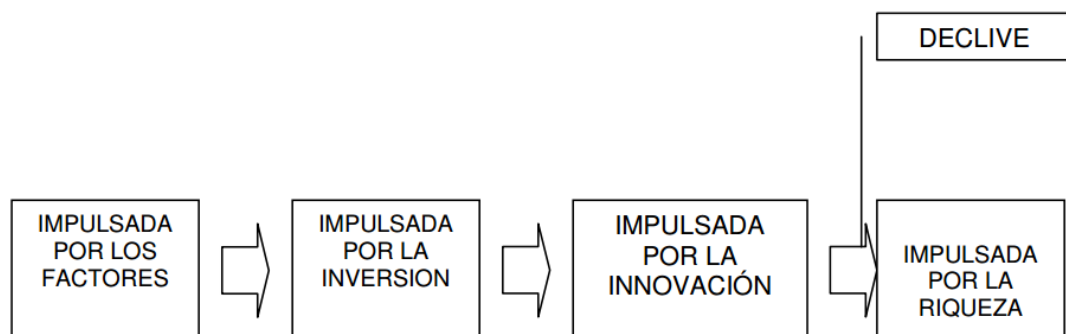 DECLIVE
IMPULSADA
POR LOS
FACTORES
IMPULSADA
POR LA
INVERSION
IMPULSADA
POR LA
INNOVACIÓN
IMPULSADA
POR LA
RIQUEZA